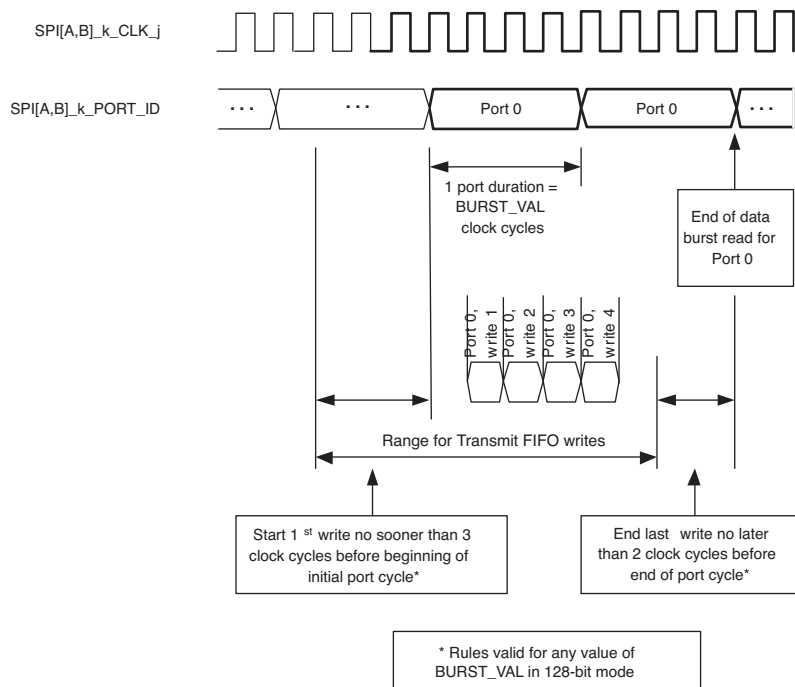 SPI[A,B]_k_CLK_j
SPI[A,B]_k_PORT_ID
... ... Port 0 Port 0 ...
1 port duration =
BURST_VAL
clock cycles
End of data
burst read for
Port 0
Port 0,
write 1
Port 0,
write 2
Port 0,
write 3
Port 0,
write 4
Range for Transmit FIFO writes
Start 1 st write no sooner than 3
clock cycles before beginning of
initial port cycle*
End last write no later
than 2 clock cycles before
end of port cycle*
* Rules valid for any value of
BURST_VAL in 128-bit mode